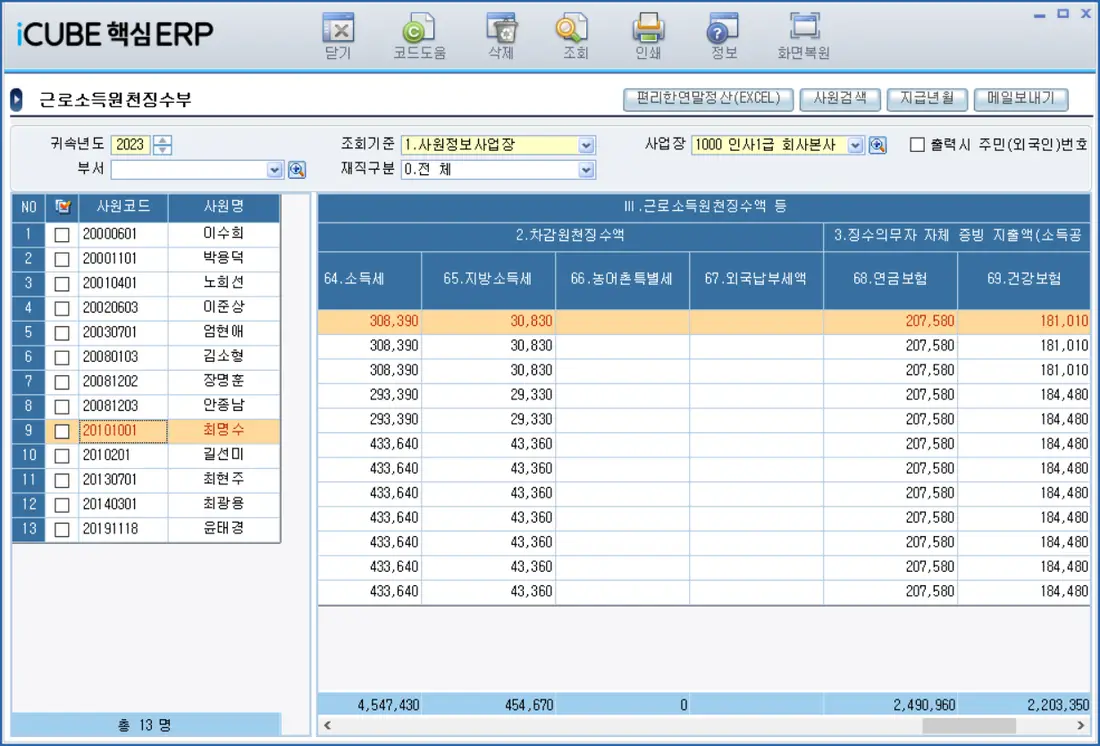 iCUBE 핵심ERP
닫기 코드도움 삭제 조회 인쇄 정보 화면복원
근로소득원천징수부
편리한연말정산(EXCEL) 사원검색 지급년월 메일보내기
귀속년도 2023 조회기준 1.사원정보사업장 사업장 1000 인사1급 회사본사 출력시 주민(외국인)번호
부서 재직구분 0.전 체
NO 사원코드 사원명
1 20000601 이수희
2 20001101 박용덕
3 20010401 노희선
4 20020603 이준상
5 20030701 엄현애
6 20080103 김소형
7 20081202 장명훈
8 20081203 안종남
9 20101001 최명수
10 2010201 길선미
11 20130701 최현주
12 20140301 최광용
13 20191118 윤태경
총 13 명
Ⅲ.근로소득원천징수액 등
2.차감원천징수액 3.징수의무자 자체 증빙 지출액(소득공
64.소득세 65.지방소득세 66.농어촌특별세 67.외국납부세액 68.연금보험 69.건강보험
308,390 30,830 207,580 181,010
308,390 30,830 207,580 181,010
308,390 30,830 207,580 181,010
293,390 29,330 207,580 184,480
293,390 29,330 207,580 184,480
433,640 43,360 207,580 184,480
433,640 43,360 207,580 184,480
433,640 43,360 207,580 184,480
433,640 43,360 207,580 184,480
433,640 43,360 207,580 184,480
433,640 43,360 207,580 184,480
433,640 43,360 207,580 184,480
4,547,430 454,670 0 2,490,960 2,203,350